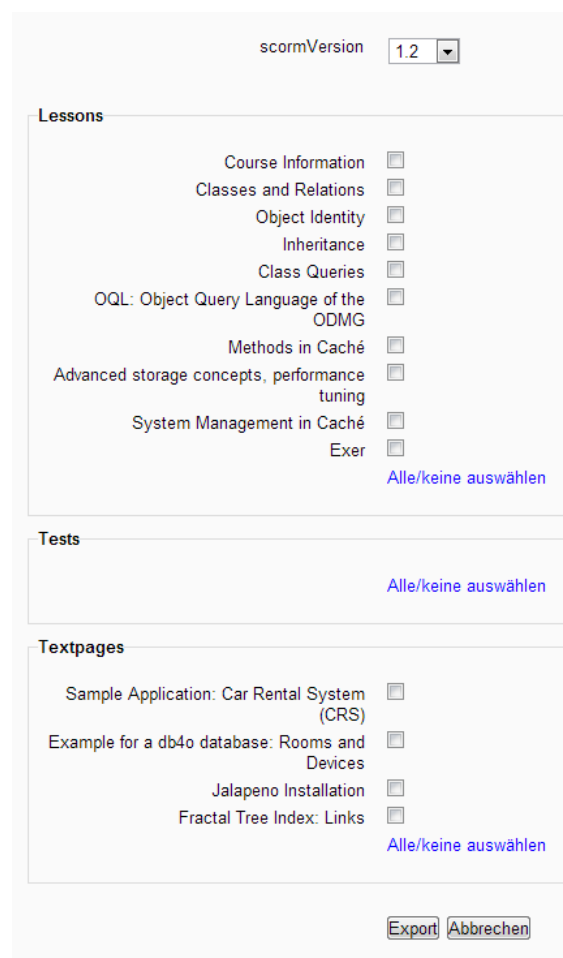 scormVersion 1.2
Lessons
Course Information
Classes and Relations
Object Identity
Inheritance
Class Queries
OQL: Object Query Language of the
ODMG
Methods in Caché
Advanced storage concepts, performance
tuning
System Management in Caché
Exer
Alle/keine auswählen
Tests
Alle/keine auswählen
Textpages
Sample Application: Car Rental System
(CRS)
Example for a db4o database: Rooms and
Devices
Jalapeno Installation
Fractal Tree Index: Links
Alle/keine auswählen
Export Abbrechen